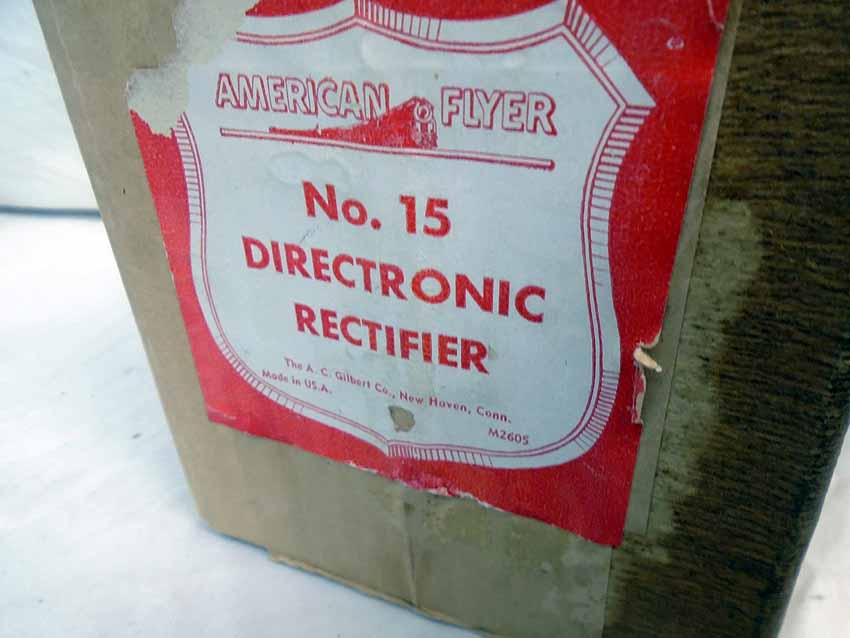 AMERICAN FLYER
No. 15
DIRECTRONIC
RECTIFIER
The A. C. Gilbert Co., New Haven, Conn.
Made in U.S.A.
M2605